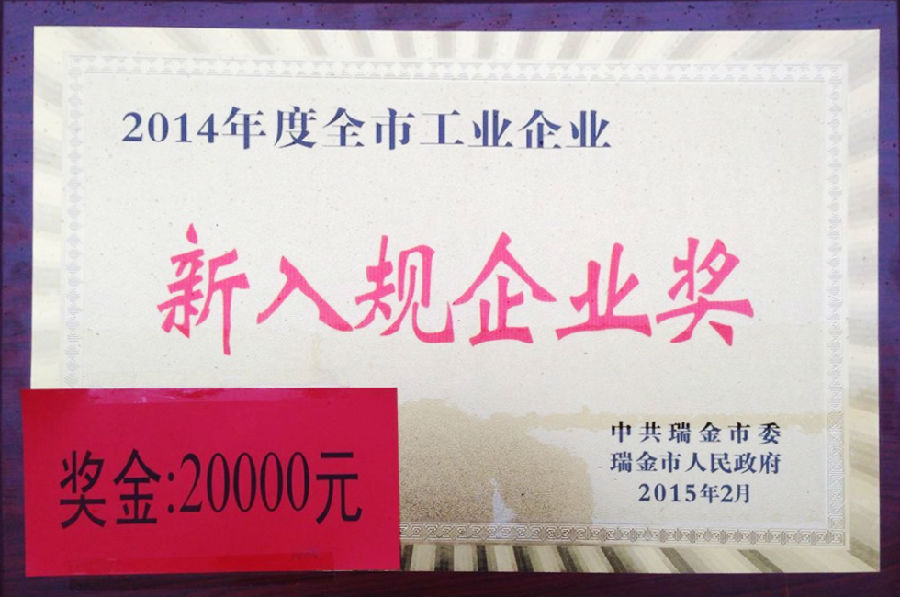 2014年度全市工业企业
新入规企业奖
中共瑞金市委
瑞金市人民政府
2015年2月
奖金:20000元